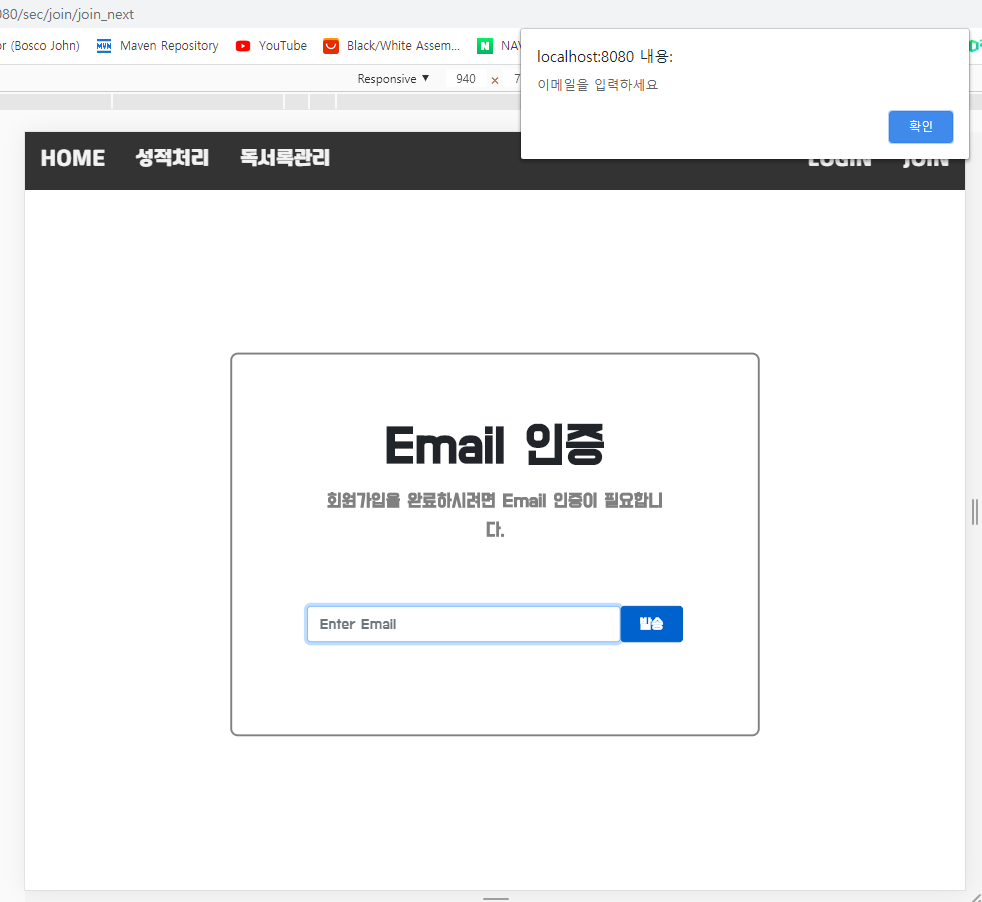 080/sec/join/join_next
or (Bosco John) Maven Repository YouTube Black/White Assem... NAV
localhost:8080 내용:
이메일을 입력하세요
확인
Responsive ▼ 940 × 7
HOME 성적처리 독서록관리 LOGIN JOIN
Email 인증
회원가입을 완료하시려면 Email 인증이 필요합니
다.
Enter Email 발송